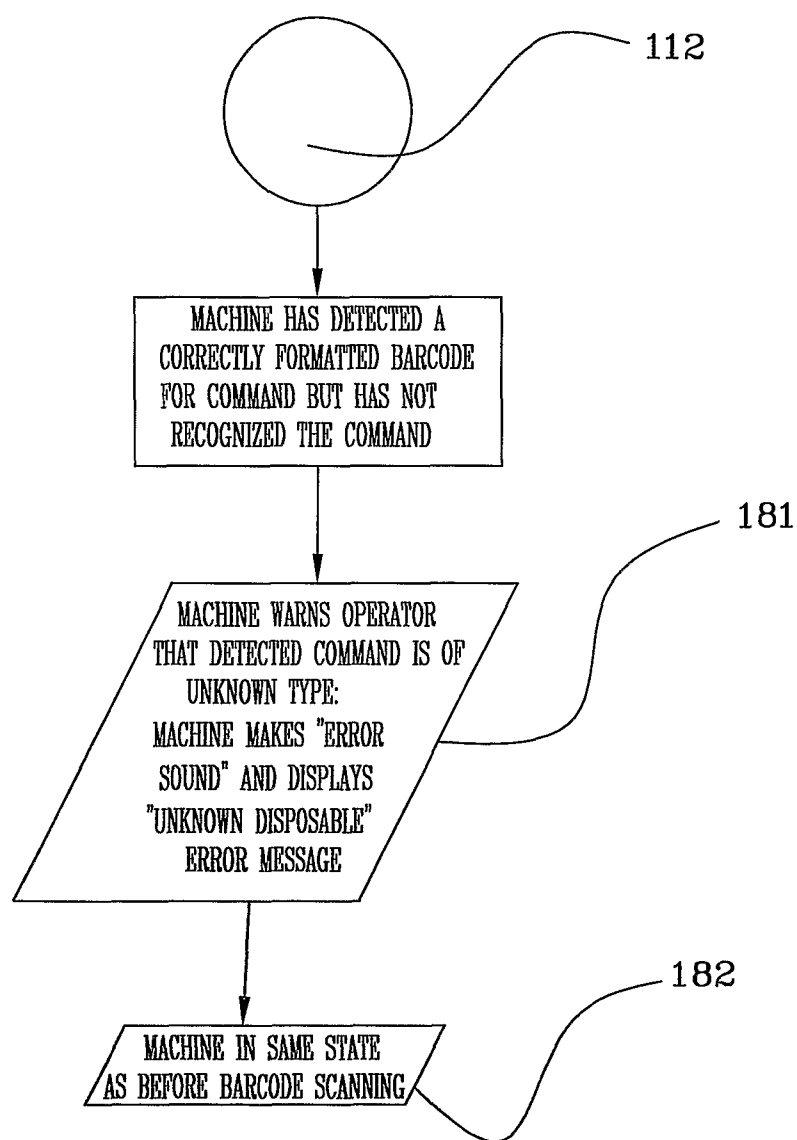 112
MACHINE HAS DETECTED A
CORRECTLY FORMATTED BARCODE
FOR COMMAND BUT HAS NOT
RECOGNIZED THE COMMAND
181
MACHINE WARNS OPERATOR
THAT DETECTED COMMAND IS OF
UNKNOWN TYPE:
MACHINE MAKES "ERROR
SOUND" AND DISPLAYS
"UNKNOWN DISPOSABLE"
ERROR MESSAGE
182
MACHINE IN SAME STATE
AS BEFORE BARCODE SCANNING